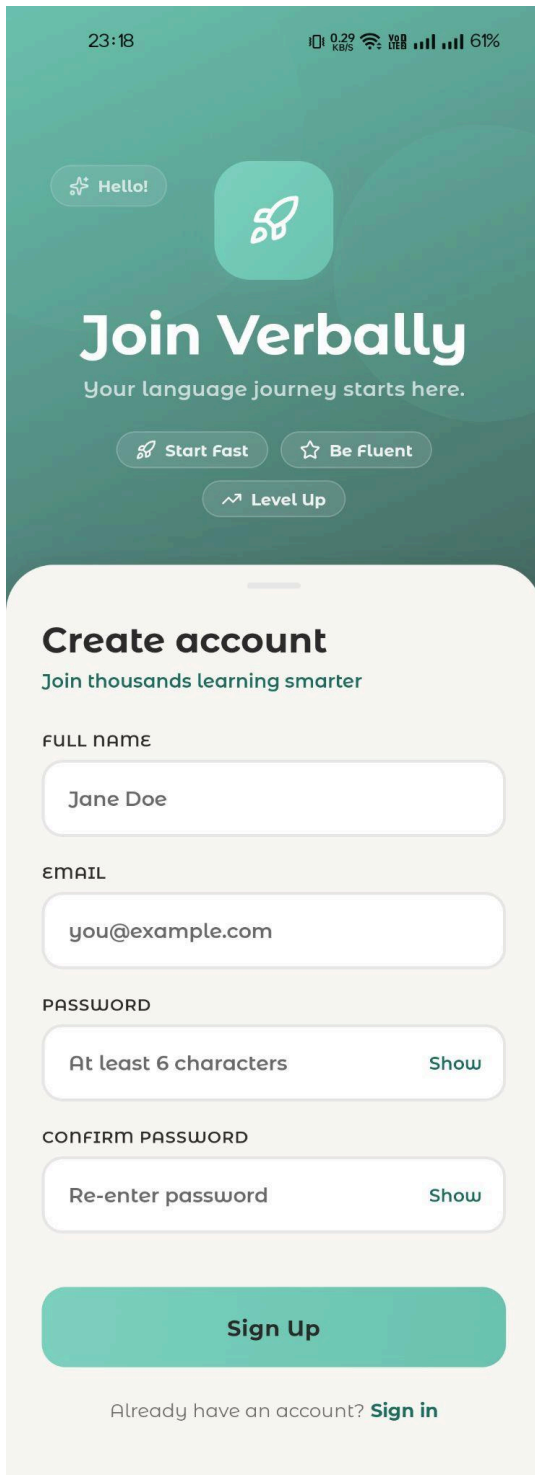 23:18 0.29 KB/S VoD LTEB 61%
Hello!
Join Verbally
Your language journey starts here.
Start Fast Be Fluent
Level Up
Create account
Join thousands learning smarter
FULL NAME
Jane Doe
EMAIL
you@example.com
PASSWORD
At least 6 characters Show
CONFIRM PASSWORD
Re-enter password Show
Sign Up
Already have an account? Sign in